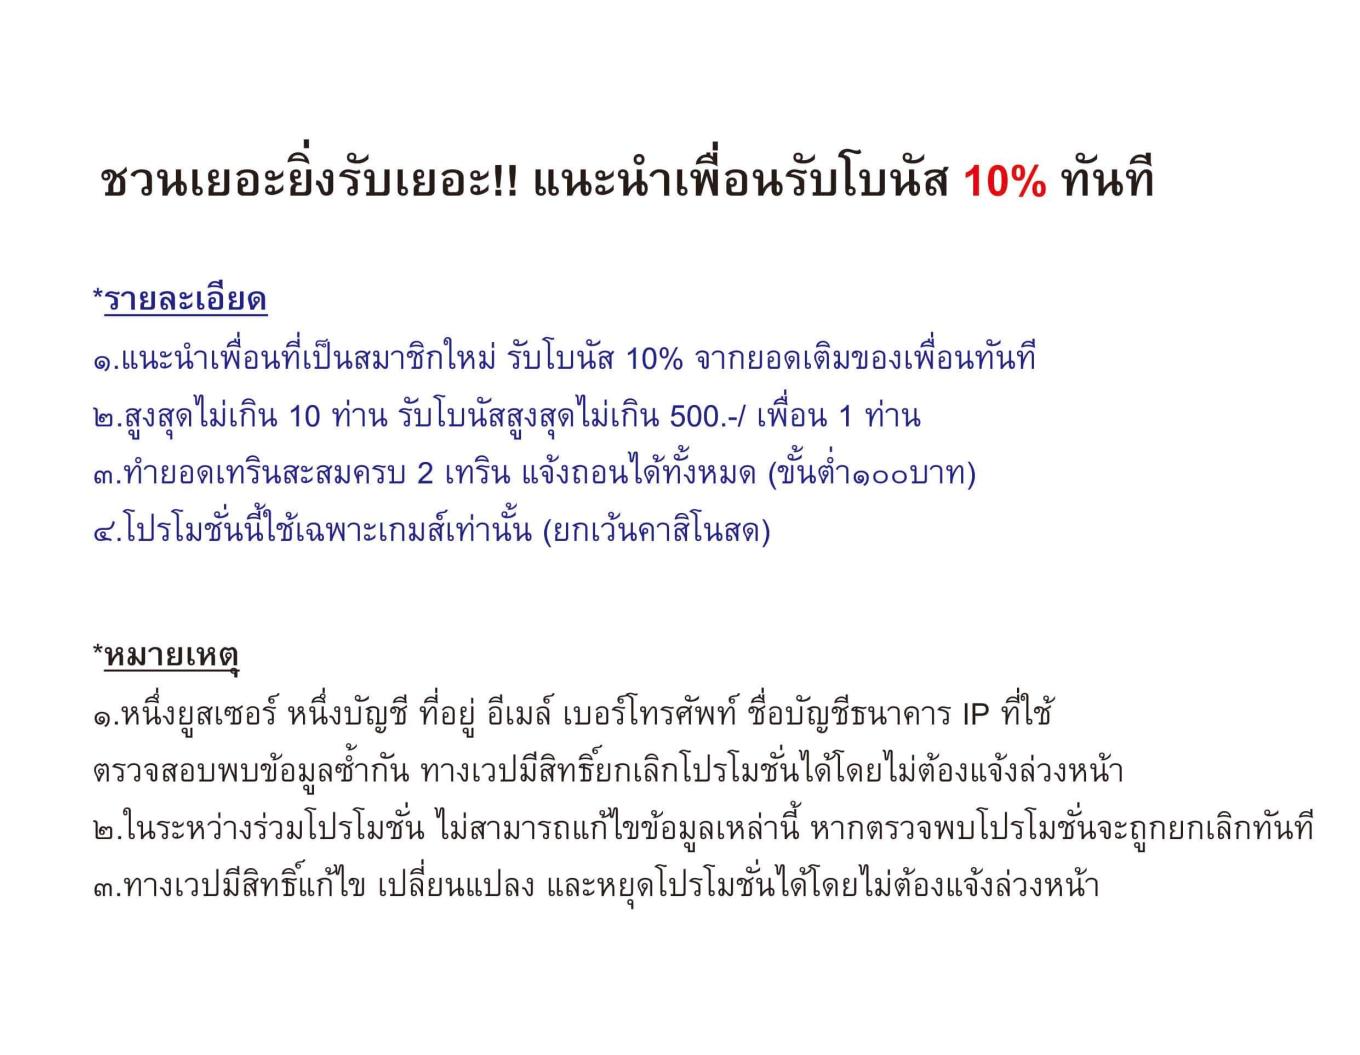 ชวนเยอะยิ่งรับเยอะ!! แนะนำเพื่อนรับโบนัส 10% ทันที
*รายละเอียด
๑.แนะนำเพื่อนที่เป็นสมาชิกใหม่ รับโบนัส 10% จากยอดเติมของเพื่อนทันที
๒.สูงสุดไม่เกิน 10 ท่าน รับโบนัสสูงสุดไม่เกิน 500.-/ เพื่อน 1 ท่าน
๓.ทำยอดเทรินสะสมครบ 2 เทริน แจ้งถอนได้ทั้งหมด (ขั้นต่ำ๑๐๐บาท)
๔.โปรโมชั่นนี้ใช้เฉพาะเกมส์เท่านั้น (ยกเว้นคาสิโนสด)
*หมายเหตุ
๑.หนึ่งยูสเซอร์ หนึ่งบัญชี ที่อยู่ อีเมล์ เบอร์โทรศัพท์ ชื่อบัญชีธนาคาร IP ที่ใช้
ตรวจสอบพบข้อมูลซ้ำกัน ทางเวปมีสิทธิ์ยกเลิกโปรโมชั่นได้โดยไม่ต้องแจ้งล่วงหน้า
๒.ในระหว่างร่วมโปรโมชั่น ไม่สามารถแก้ไขข้อมูลเหล่านี้ หากตรวจพบโปรโมชั่นจะถูกยกเลิกทันที
๓.ทางเวปมีสิทธิ์แก้ไข เปลี่ยนแปลง และหยุดโปรโมชั่นได้โดยไม่ต้องแจ้งล่วงหน้า